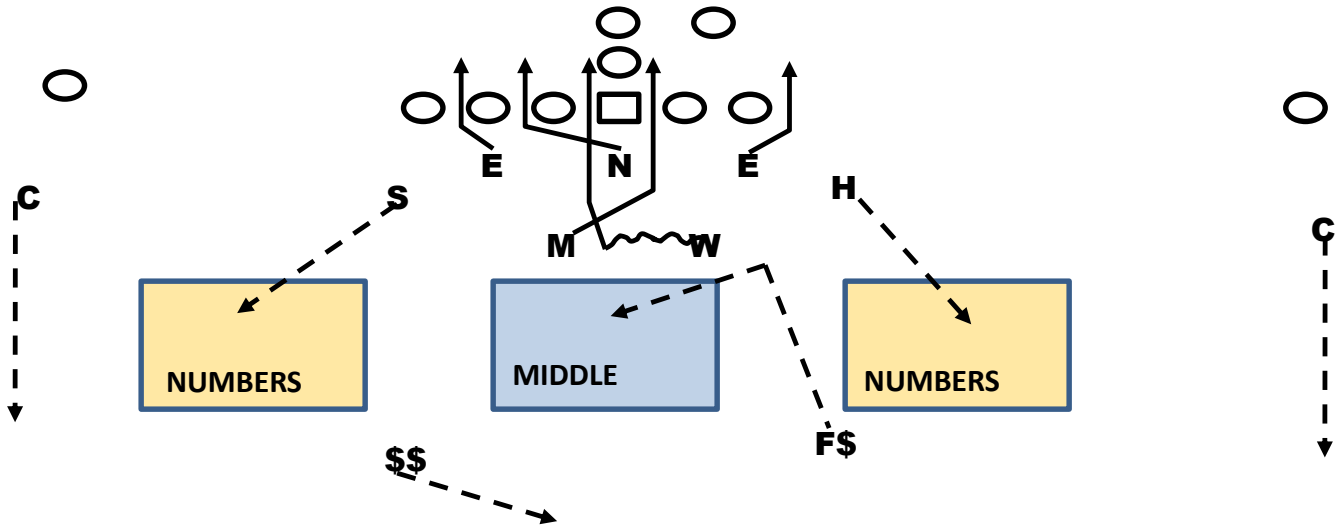 E N E
C S H
M W C
NUMBERS MIDDLE NUMBERS
$$ F$